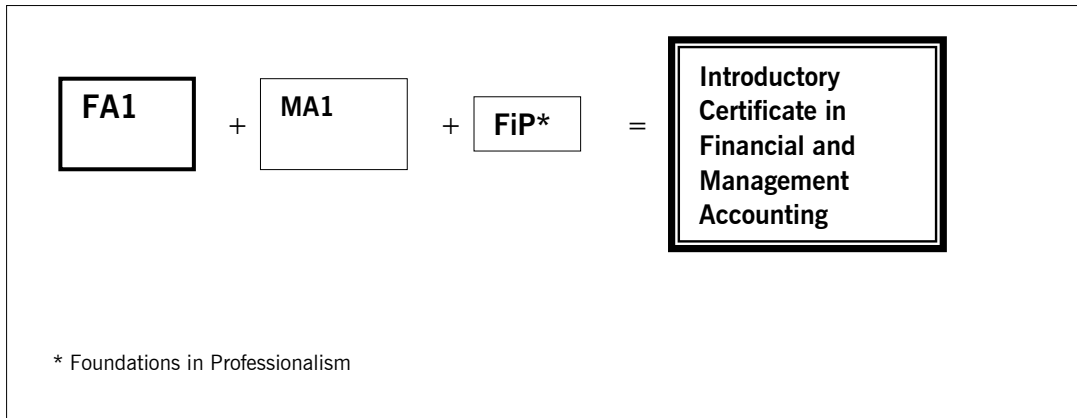 FA1 + MA1 + FiP* = Introductory
Certificate in
Financial and
Management
Accounting
* Foundations in Professionalism